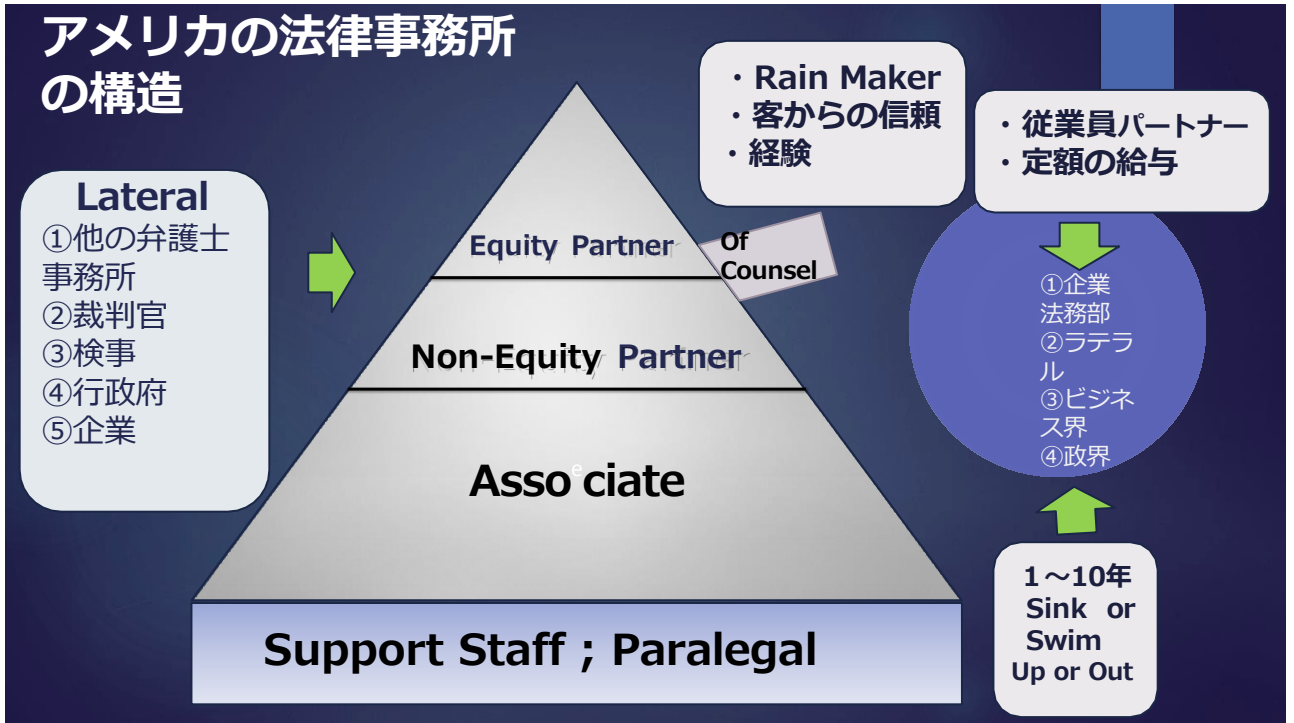 アメリカの法律事務所
の構造
Lateral
①他の弁護士
事務所
②裁判官
③検事
④行政府
⑤企業
Equity Partner
Of
Counsel
Non-Equity Partner
Associate
e
Support Staff ; Paralegal
・Rain Maker
・客からの信頼
・経験
・従業員パートナー
・定額の給与
①企業
法務部
②ラテラ
ル
③ビジネ
ス界
④政界
1~10年
Sink or
Swim
Up or Out